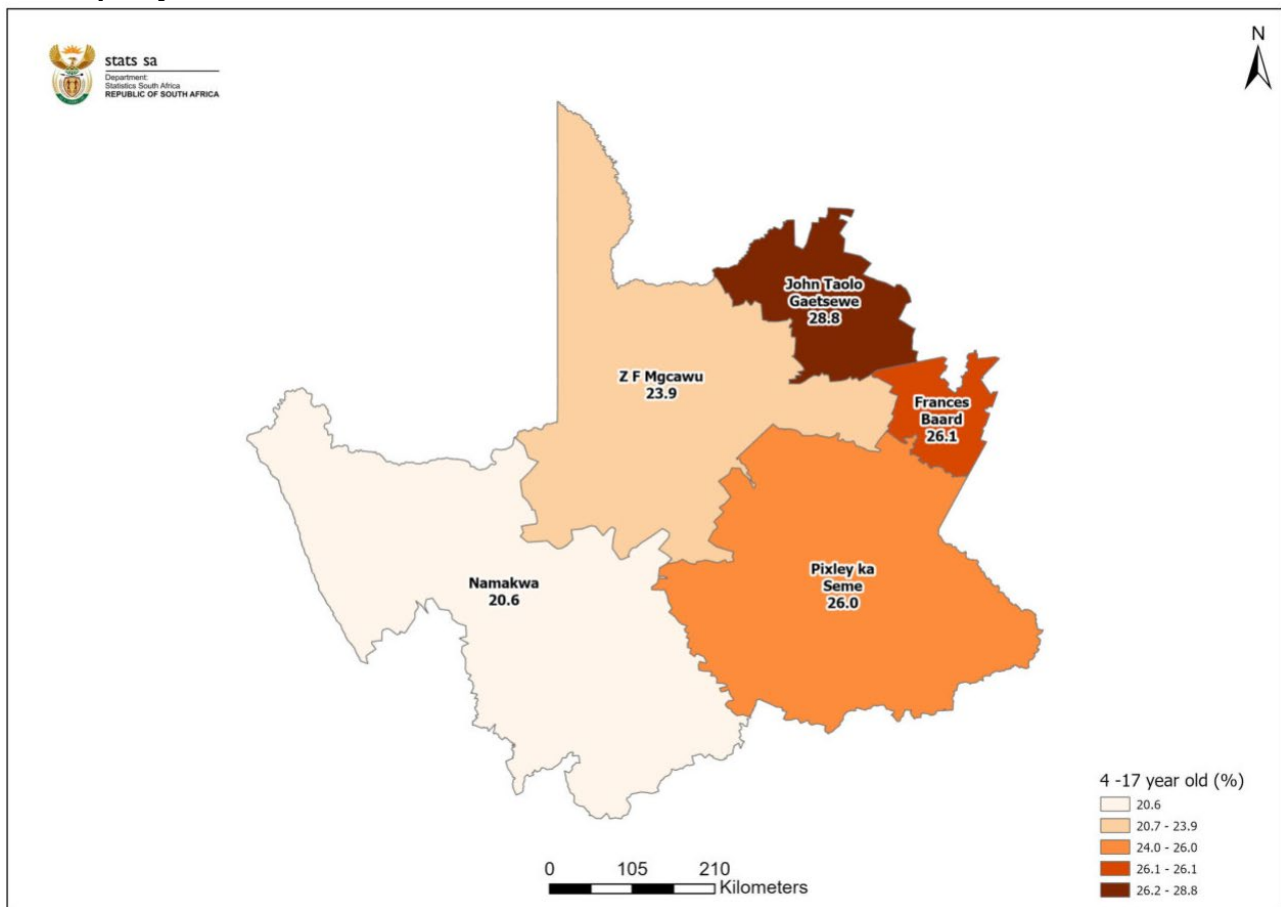 stats sa
Department:
Statistics South Africa
REPUBLIC OF SOUTH AFRICA
N
John Taolo
Gaetsewe
28.8
Z F Mgcawu
23.9
Frances
Baard
26.1
Namakwa
20.6
Pixley ka
Seme
26.0
4 -17 year old (%)
20.6
20.7 - 23.9
24.0 - 26.0
26.1 - 26.1
26.2 - 28.8
0 105 210
Kilometers